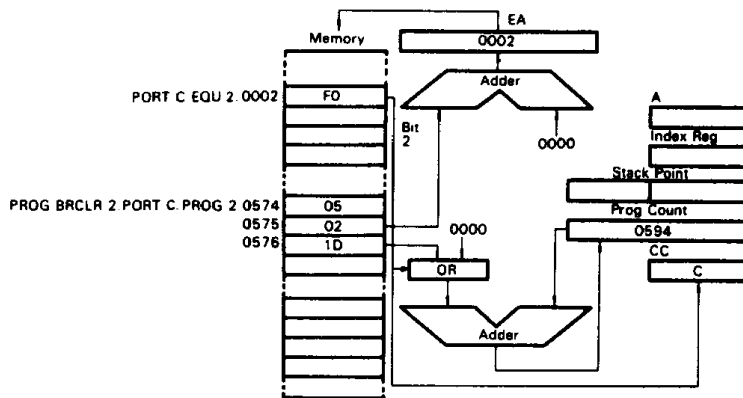 EA
Memory
0002
Adder
PORT C EQU 2 0002
F0
A
Bit
2
0000
Index Reg
Stack Point
PROG BRCLR 2.PORT C. PROG 2 0574
05
Prog Count
0575
02
0000
0594
0576
1D
CC
OR
C
Adder